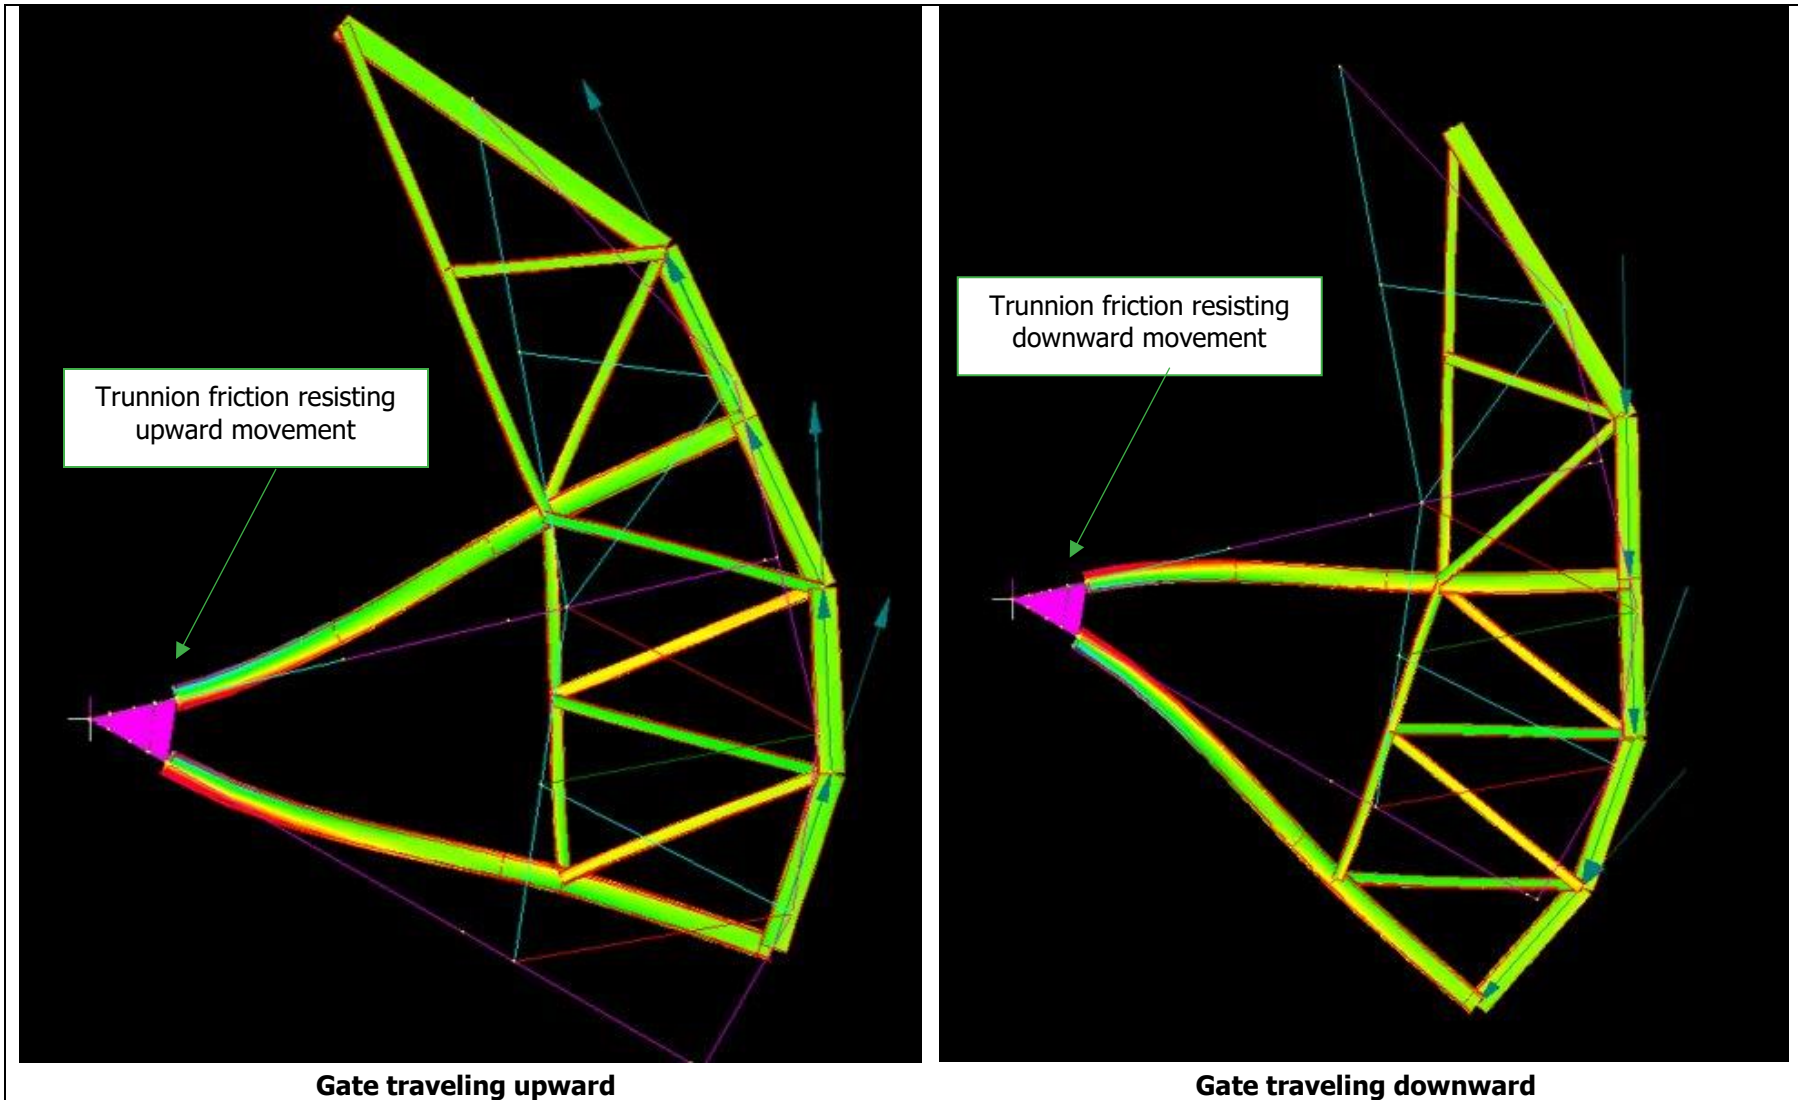 Trunnion friction resisting
upward movement
Trunnion friction resisting
downward movement
Gate traveling upward
Gate traveling downward